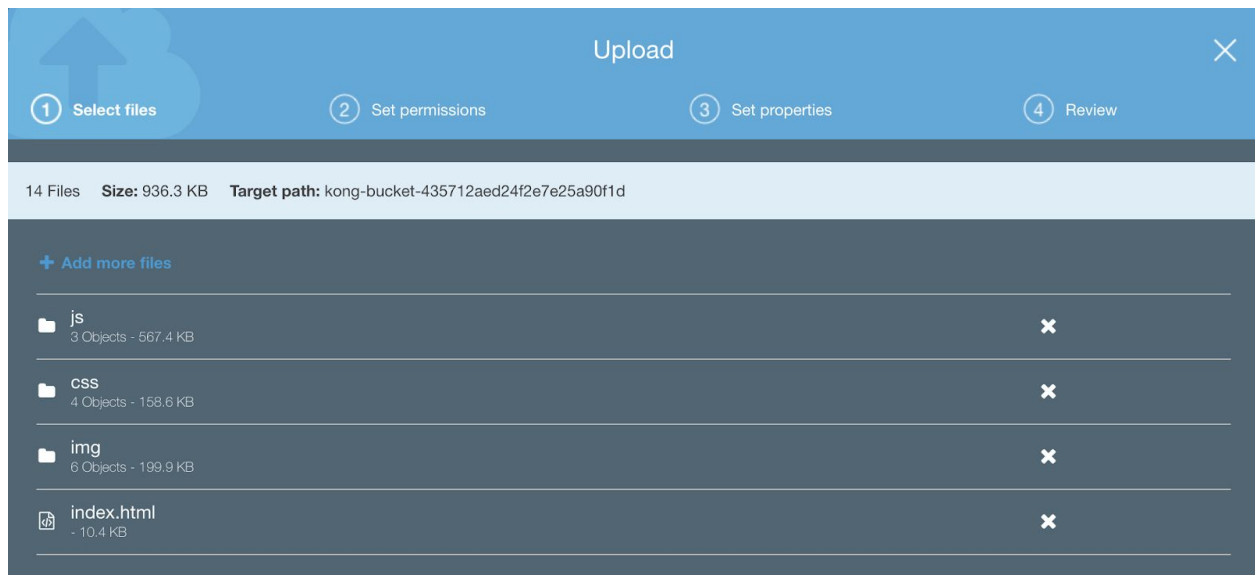 Upload
1 Select files 2 Set permissions 3 Set properties 4 Review
14 Files Size: 936.3 KB Target path: kong-bucket-435712aed24f2e7e25a90f1d
Add more files
js
3 Objects - 567.4 KB
css
4 Objects - 158.6 KB
img
6 Objects - 199.9 KB
index.html
- 10.4 KB